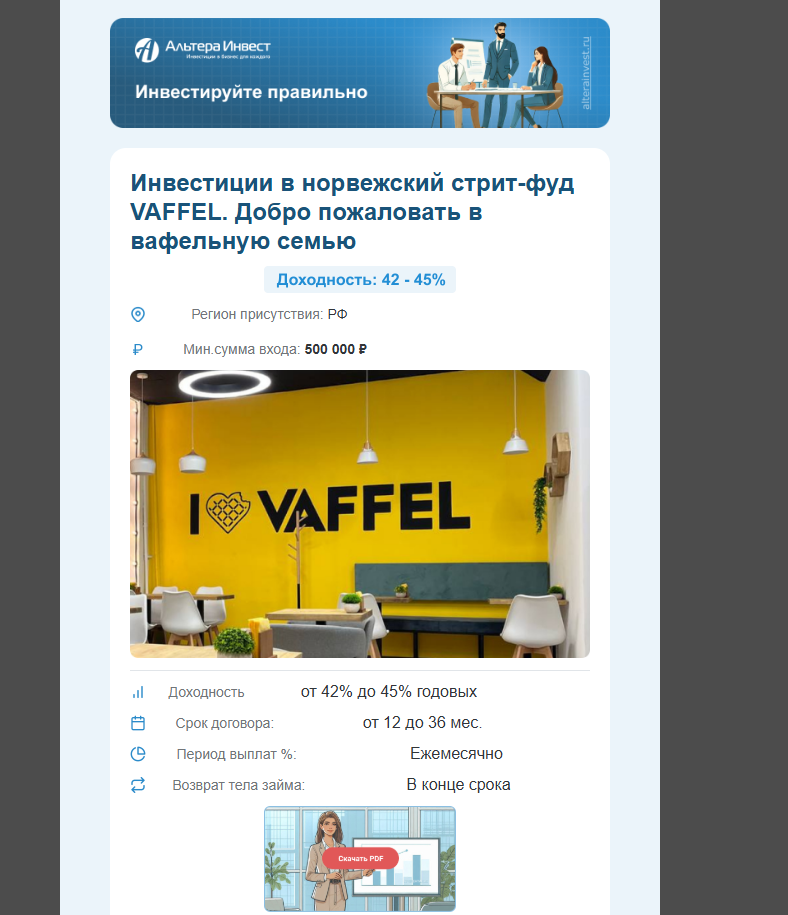 Альтера Инвест
Инвестиции и бизнес для каждого
Инвестируйте правильно
alterainvest.ru
Инвестиции в норвежский стрит-фуд
VAFFEL. Добро пожаловать в
вафельную семью
Доходность: 42 - 45%
Регион присутствия: РФ
₽ Мин.сумма входа: 500 000 ₽
I VAFFEL
Доходность от 42% до 45% годовых
Срок договора: от 12 до 36 мес.
Период выплат %: Ежемесячно
Возврат тела займа: В конце срока
Скачать PDF